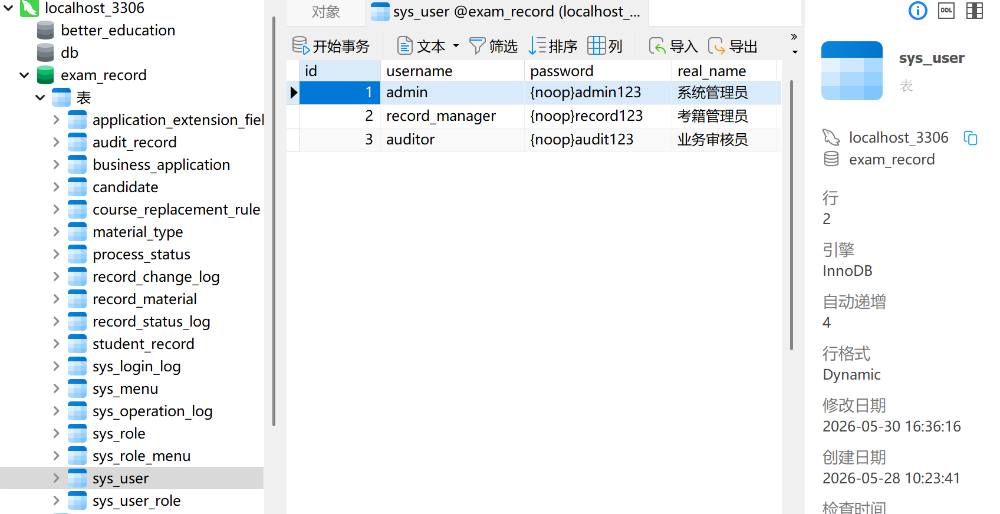 localhost_3306
better_education
db
exam_record
表
application_extension_fiel
audit_record
business_application
candidate
course_replacement_rule
material_type
process_status
record_change_log
record_material
record_status_log
student_record
sys_login_log
sys_menu
sys_operation_log
sys_role
sys_role_menu
sys_user
sys_user_role
对象
sys_user @exam_record (localhost_...
开始事务 文本 筛选 排序 列 导入 导出
id username password real_name
1 admin {noop}admin123 系统管理员
2 record_manager {noop}record123 考籍管理员
3 auditor {noop}audit123 业务审核员
DDL
sys_user
表
localhost_3306
exam_record
行
2
引擎
InnoDB
自动递增
4
行格式
Dynamic
修改日期
2026-05-30 16:36:16
创建日期
2026-05-28 10:23:41
检查时间